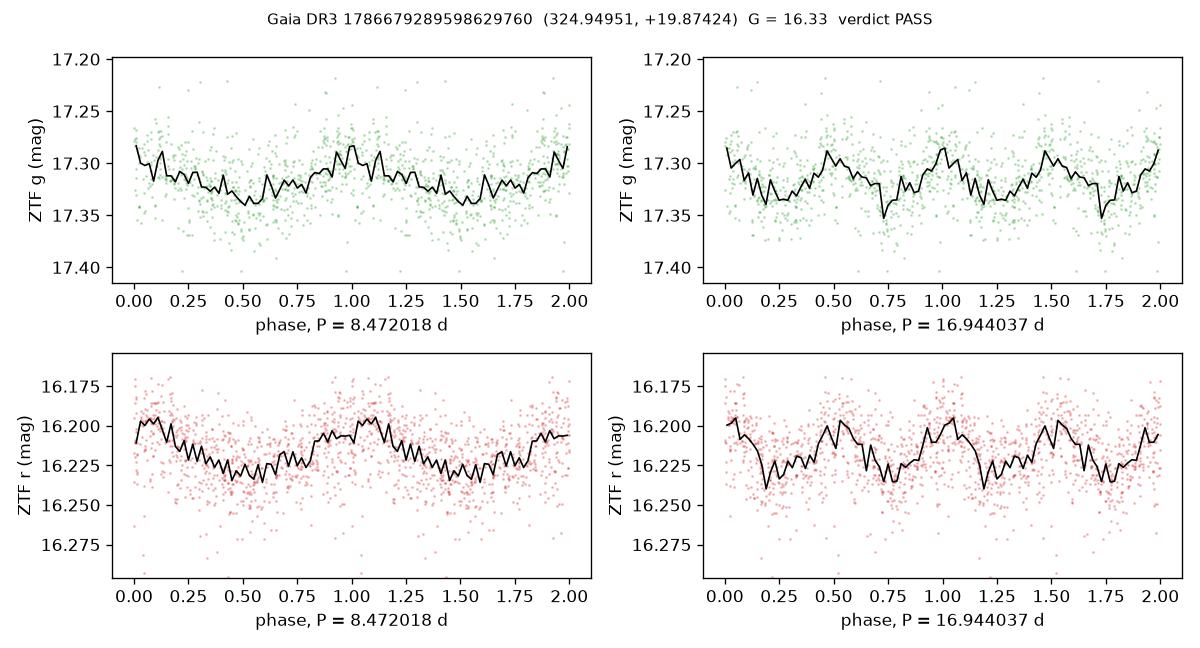 Gaia DR3 1786679289598629760  (324.94951, +19.87424)  G = 16.33  verdict PASS
ZTF g (mag)
17.20
17.25
17.30
17.35
17.40
0.00 0.25 0.50 0.75 1.00 1.25 1.50 1.75 2.00
phase, P = 8.472018 d
ZTF g (mag)
17.20
17.25
17.30
17.35
17.40
0.00 0.25 0.50 0.75 1.00 1.25 1.50 1.75 2.00
phase, P = 16.944037 d
ZTF r (mag)
16.175
16.200
16.225
16.250
16.275
0.00 0.25 0.50 0.75 1.00 1.25 1.50 1.75 2.00
phase, P = 8.472018 d
ZTF r (mag)
16.175
16.200
16.225
16.250
16.275
0.00 0.25 0.50 0.75 1.00 1.25 1.50 1.75 2.00
phase, P = 16.944037 d